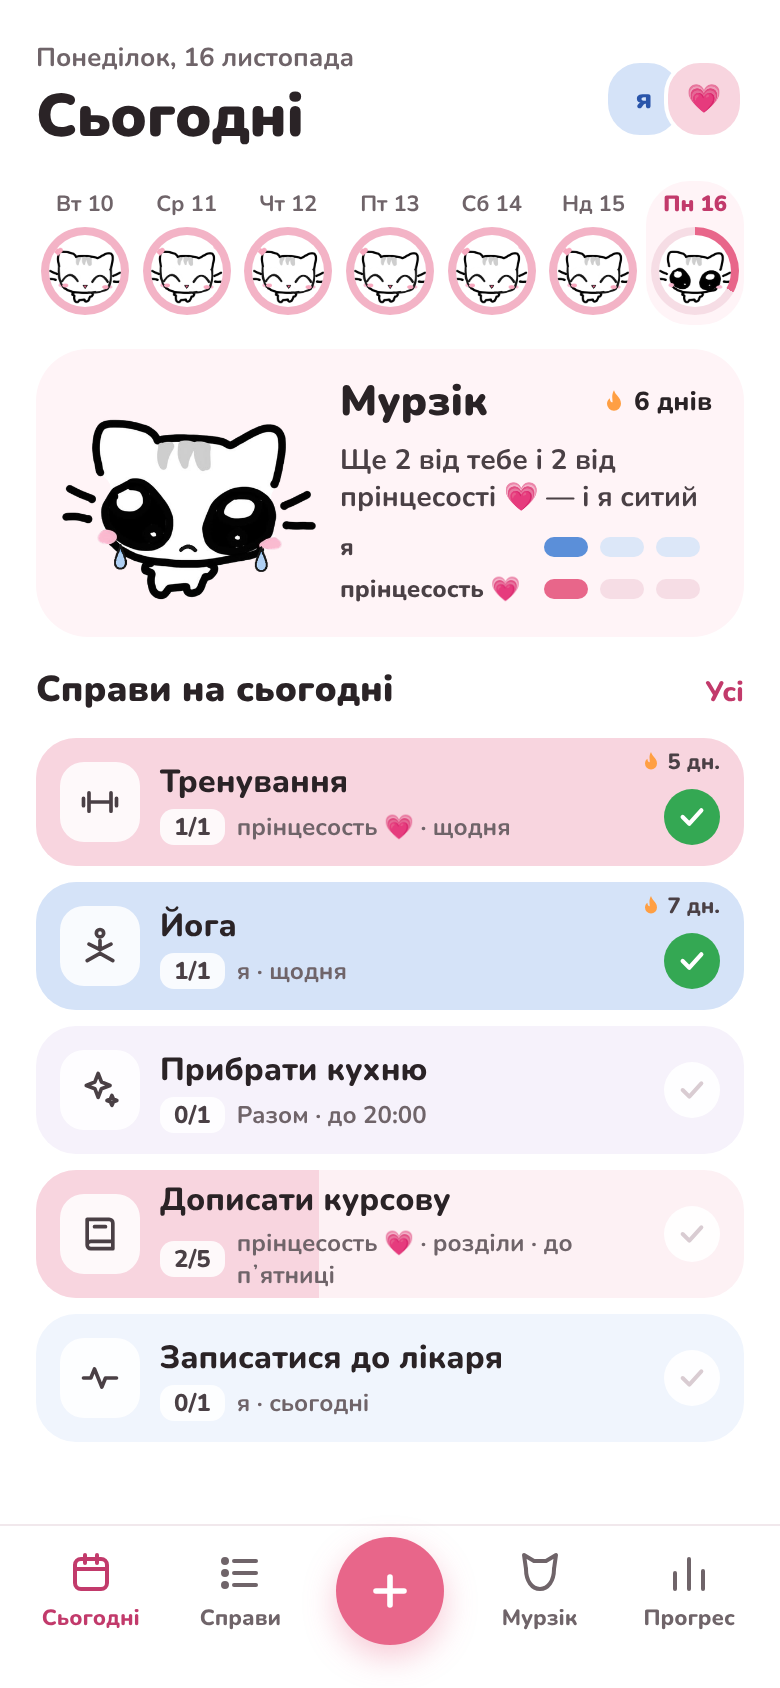 Понеділок, 16 листопада
Сьогодні
я
Вт 10 Ср 11 Чт 12 Пт 13 Сб 14 Нд 15 Пн 16
Мурзік
6 днів
Ще 2 від тебе і 2 від
прінцесості 💗 — і я ситий
я
прінцесость 💗
Справи на сьогодні
Усі
5 дн.
Тренування
1/1 прінцесость 💗 · щодня
7 дн.
Йога
1/1 я · щодня
Прибрати кухню
0/1 Разом · до 20:00
Дописати курсову
2/5 прінцесость 💗 · розділи · до
п’ятниці
Записатися до лікаря
0/1 я · сьогодні
Сьогодні Справи Мурзік Прогрес